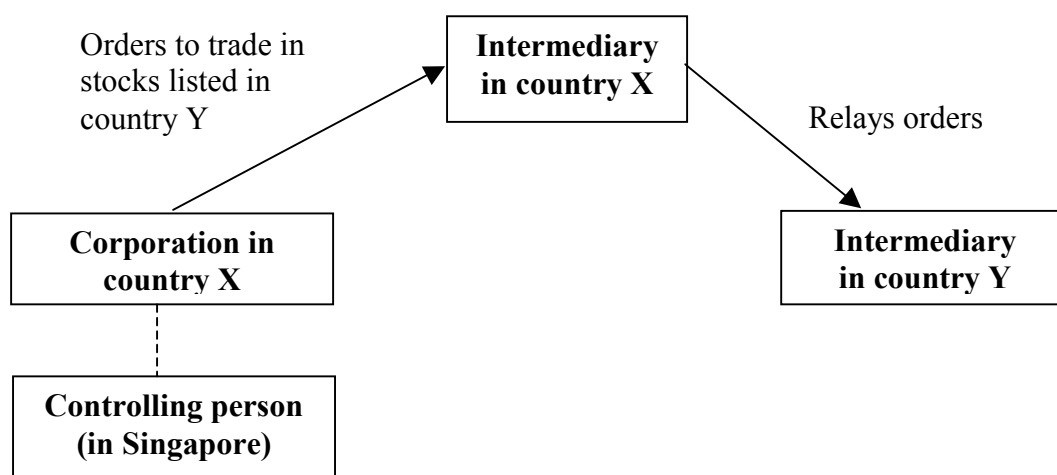 Orders to trade in
stocks listed in
country Y
Intermediary
in country X
Relays orders
Corporation in
country X
Intermediary
in country Y
Controlling person
(in Singapore)